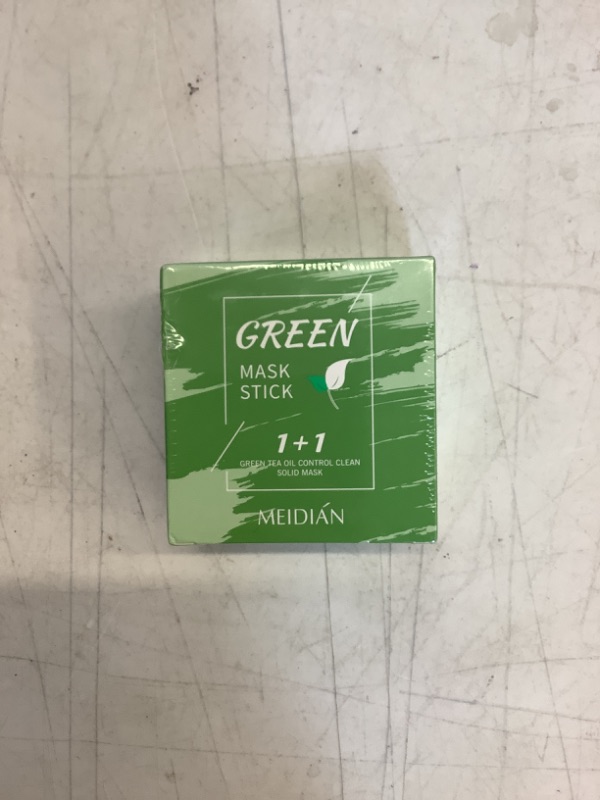 GREEN
MASK
STICK
1+1
GREEN TEA OIL CONTROL CLEAN
SOLID MASK
MEIDIÁN